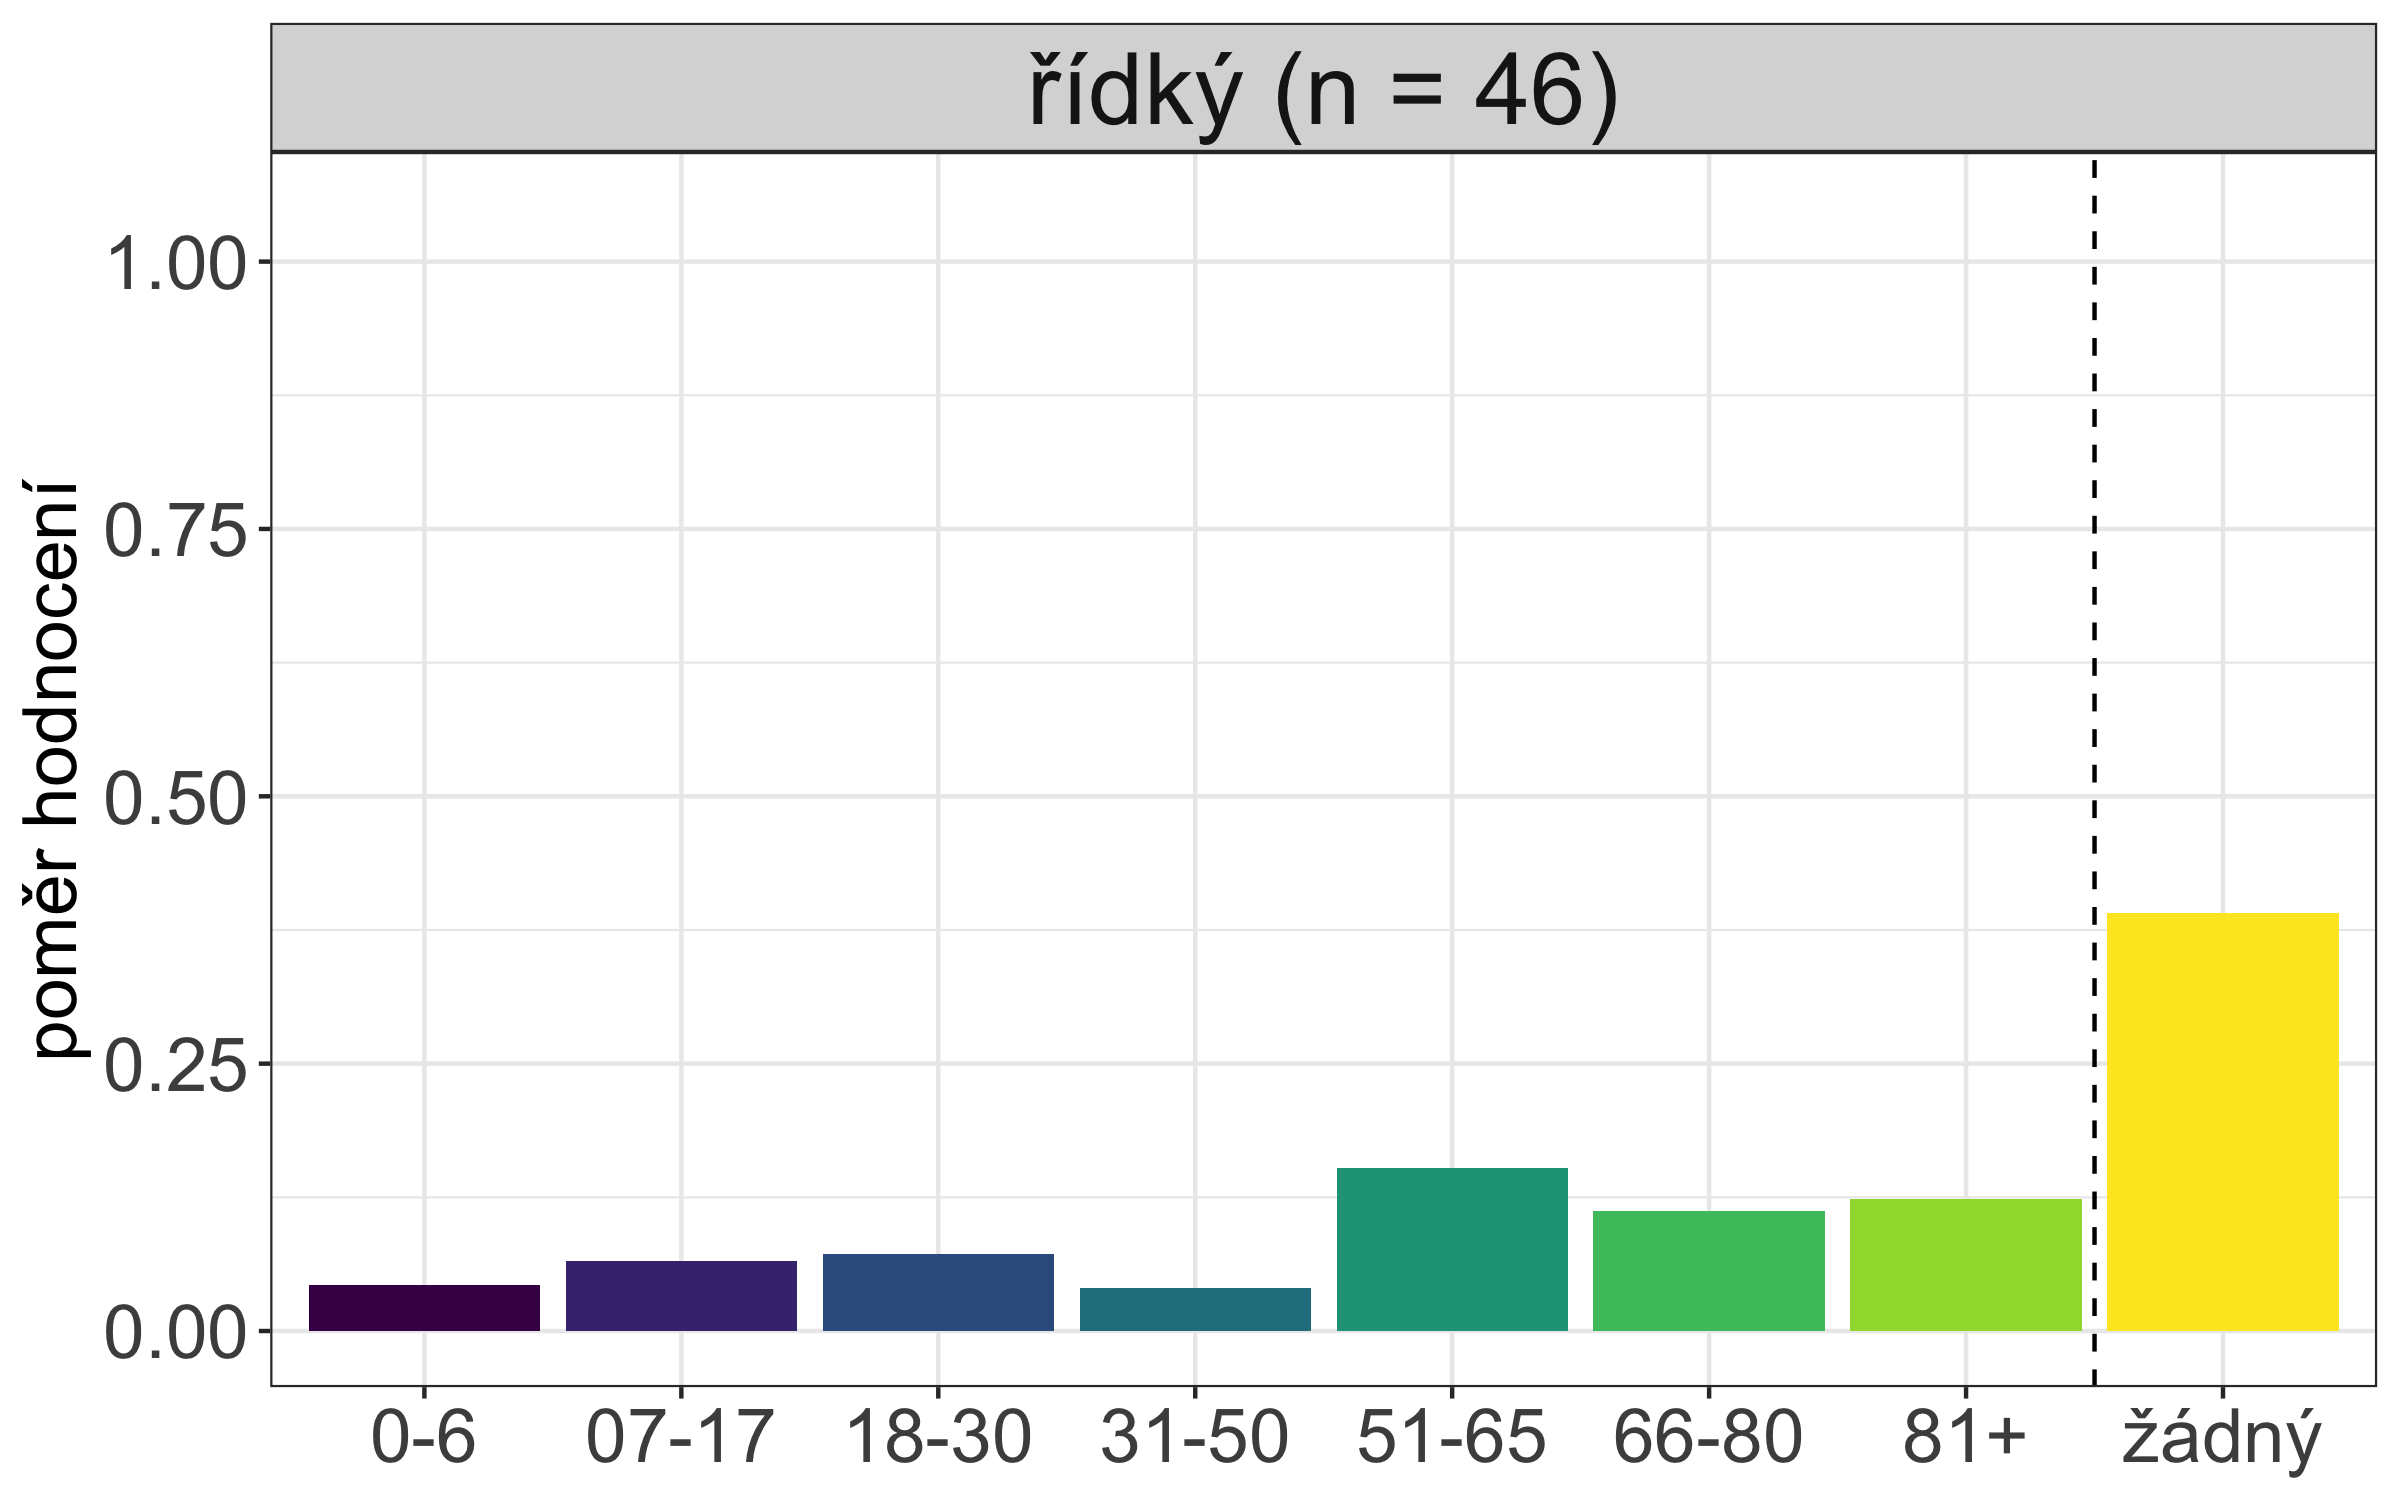 řídký (n = 46)
poměr hodnocení
1.00
0.75
0.50
0.25
0.00
0-6 07-17 18-30 31-50 51-65 66-80 81+ žádný